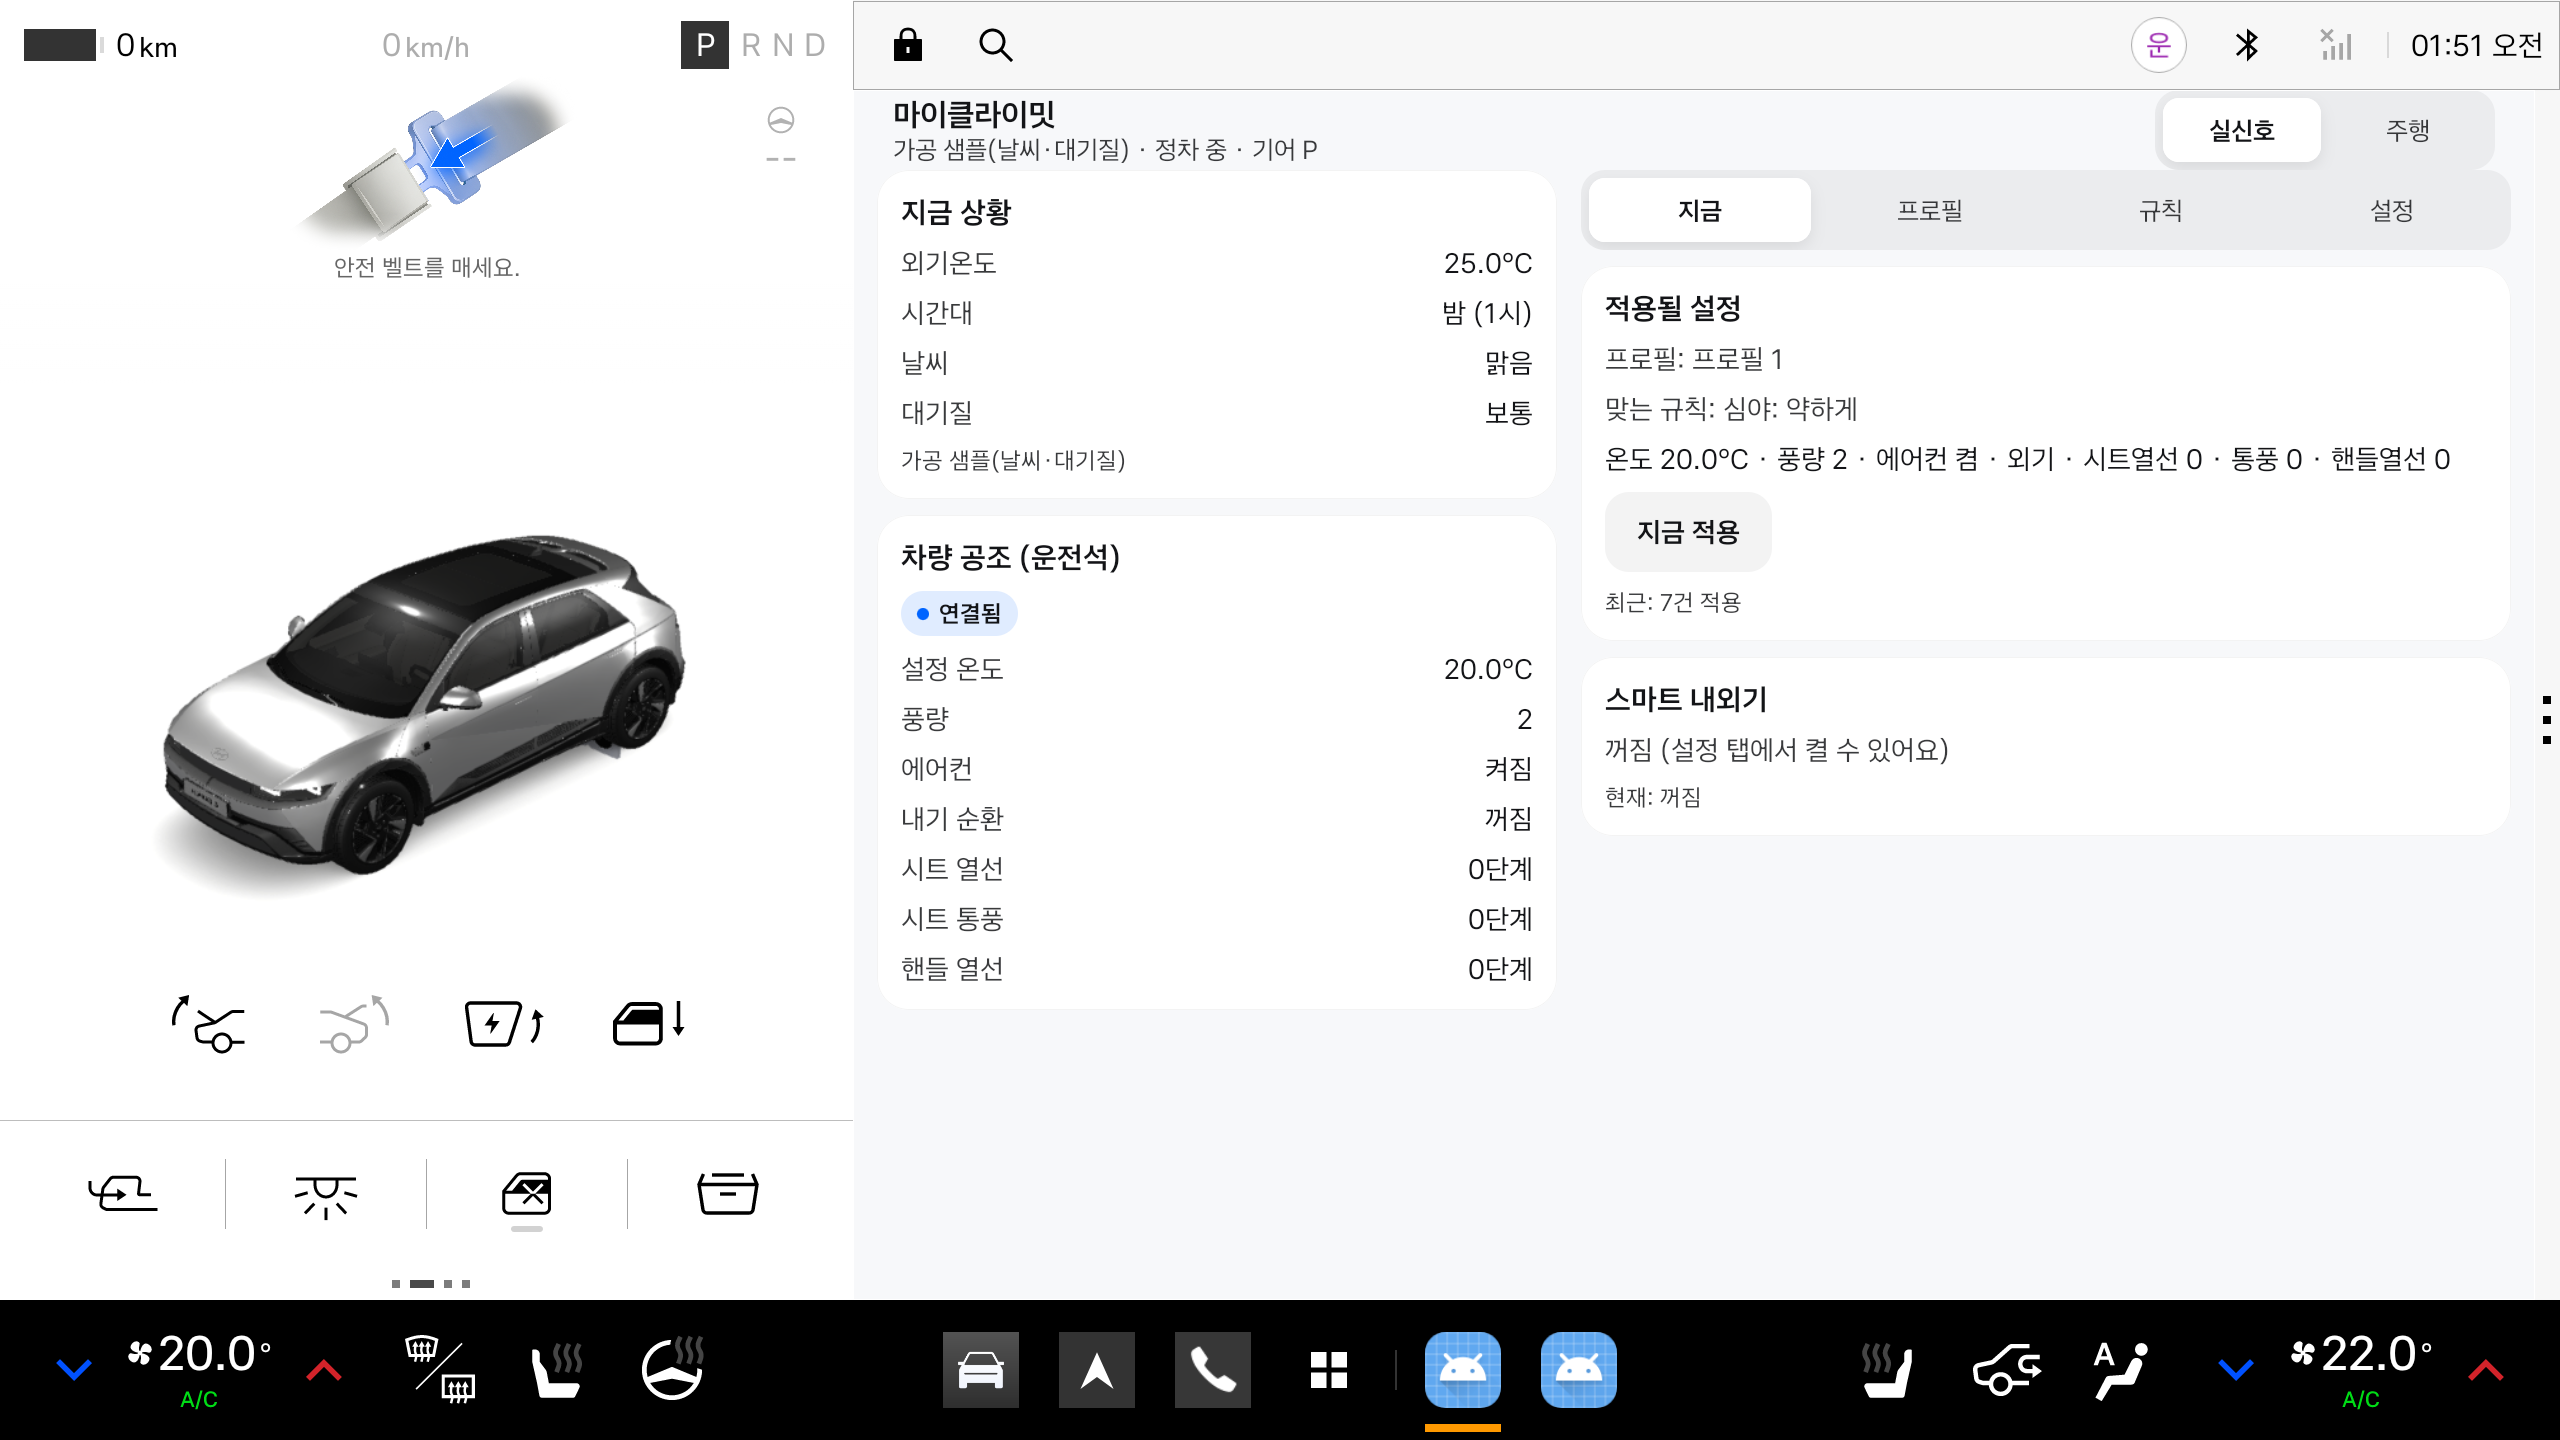 0 km
0 km/h
P R N D
안전 벨트를 매세요.
운
01:51 오전
마이클라이밋
가공 샘플(날씨·대기질) · 정차 중 · 기어 P
실신호
주행
지금 상황
외기온도 25.0°C
시간대 밤 (1시)
날씨 맑음
대기질 보통
가공 샘플(날씨·대기질)
차량 공조 (운전석)
연결됨
설정 온도 20.0°C
풍량 2
에어컨 켜짐
내기 순환 꺼짐
시트 열선 0단계
시트 통풍 0단계
핸들 열선 0단계
지금
프로필
규칙
설정
적용될 설정
프로필: 프로필 1
맞는 규칙: 심야: 약하게
온도 20.0°C · 풍량 2 · 에어컨 켬 · 외기 · 시트열선 0 · 통풍 0 · 핸들열선 0
지금 적용
최근: 7건 적용
스마트 내외기
꺼짐 (설정 탭에서 켤 수 있어요)
현재: 꺼짐
20.0°
A/C
A
22.0°
A/C